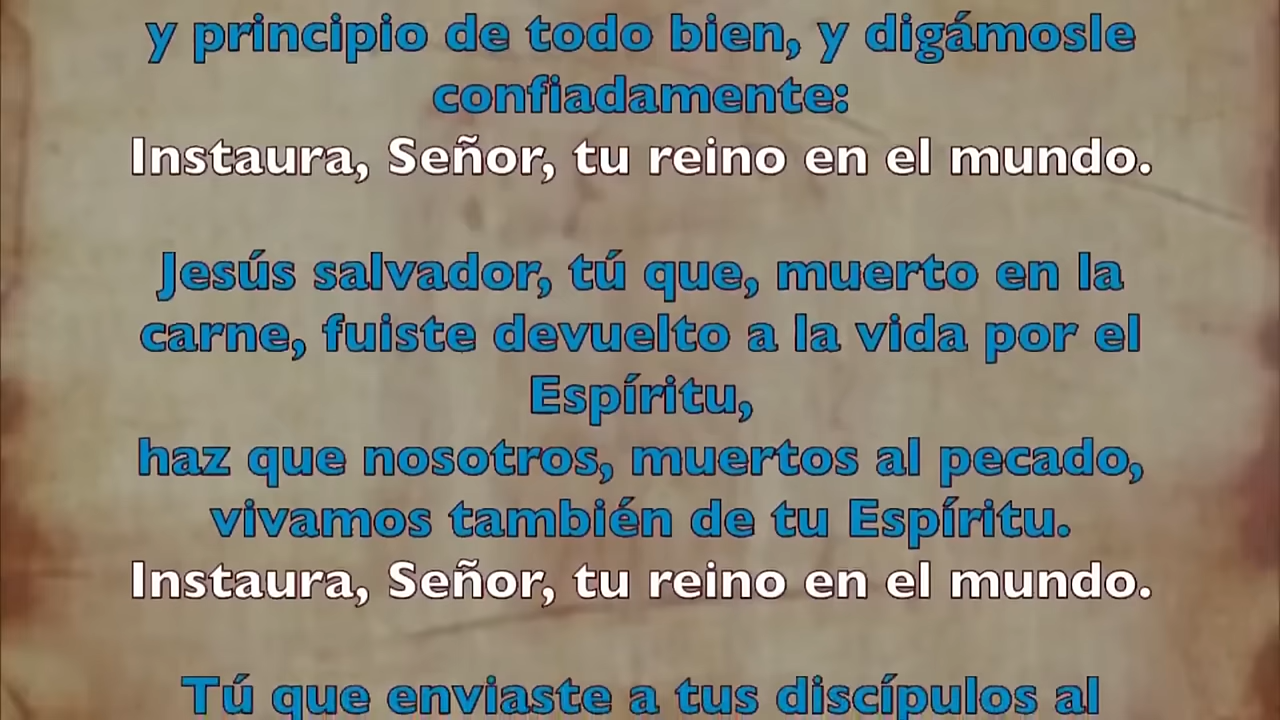 y principio de todo bien, y digámosle
confiadamente:
Instaura, Señor, tu reino en el mundo.
Jesús salvador, tú que, muerto en la
carne, fuiste devuelto a la vida por el
Espíritu,
haz que nosotros, muertos al pecado,
vivamos también de tu Espíritu.
Instaura, Señor, tu reino en el mundo.
Tú que enviaste a tus discípulos al